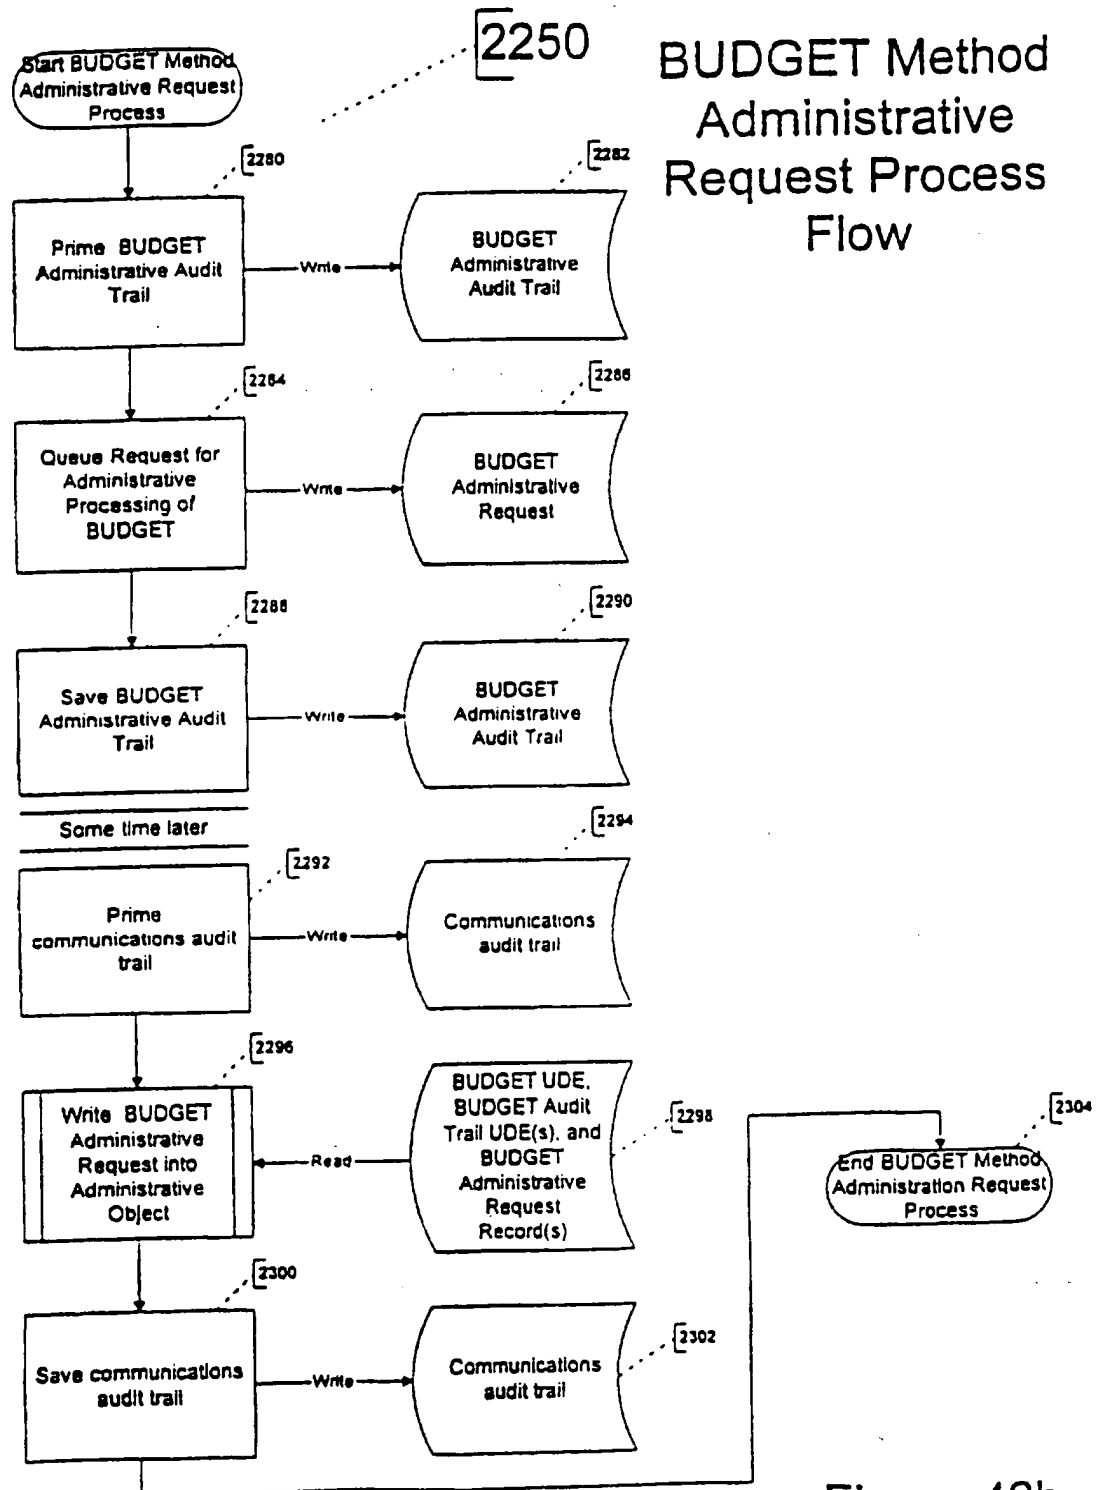 2250
BUDGET Method
Administrative
Request Process
Flow
Start BUDGET Method
Administrative Request
Process
2280
Prime BUDGET
Administrative Audit
Trail
Write
2282
BUDGET
Administrative
Audit Trail
2284
Queue Request for
Administrative
Processing of
BUDGET
Write
2286
BUDGET
Administrative
Request
2288
Save BUDGET
Administrative Audit
Trail
Write
2290
BUDGET
Administrative
Audit Trail
Some time later
2292
Prime
communications audit
trail
Write
2294
Communications
audit trail
2296
Write BUDGET
Administrative
Request into
Administrative
Object
Read
2298
BUDGET UDE,
BUDGET Audit
Trail UDE(s), and
BUDGET
Administrative
Request
Record(s)
2300
Save communications
audit trail
Write
2302
Communications
audit trail
2304
End BUDGET Method
Administration Request
Process